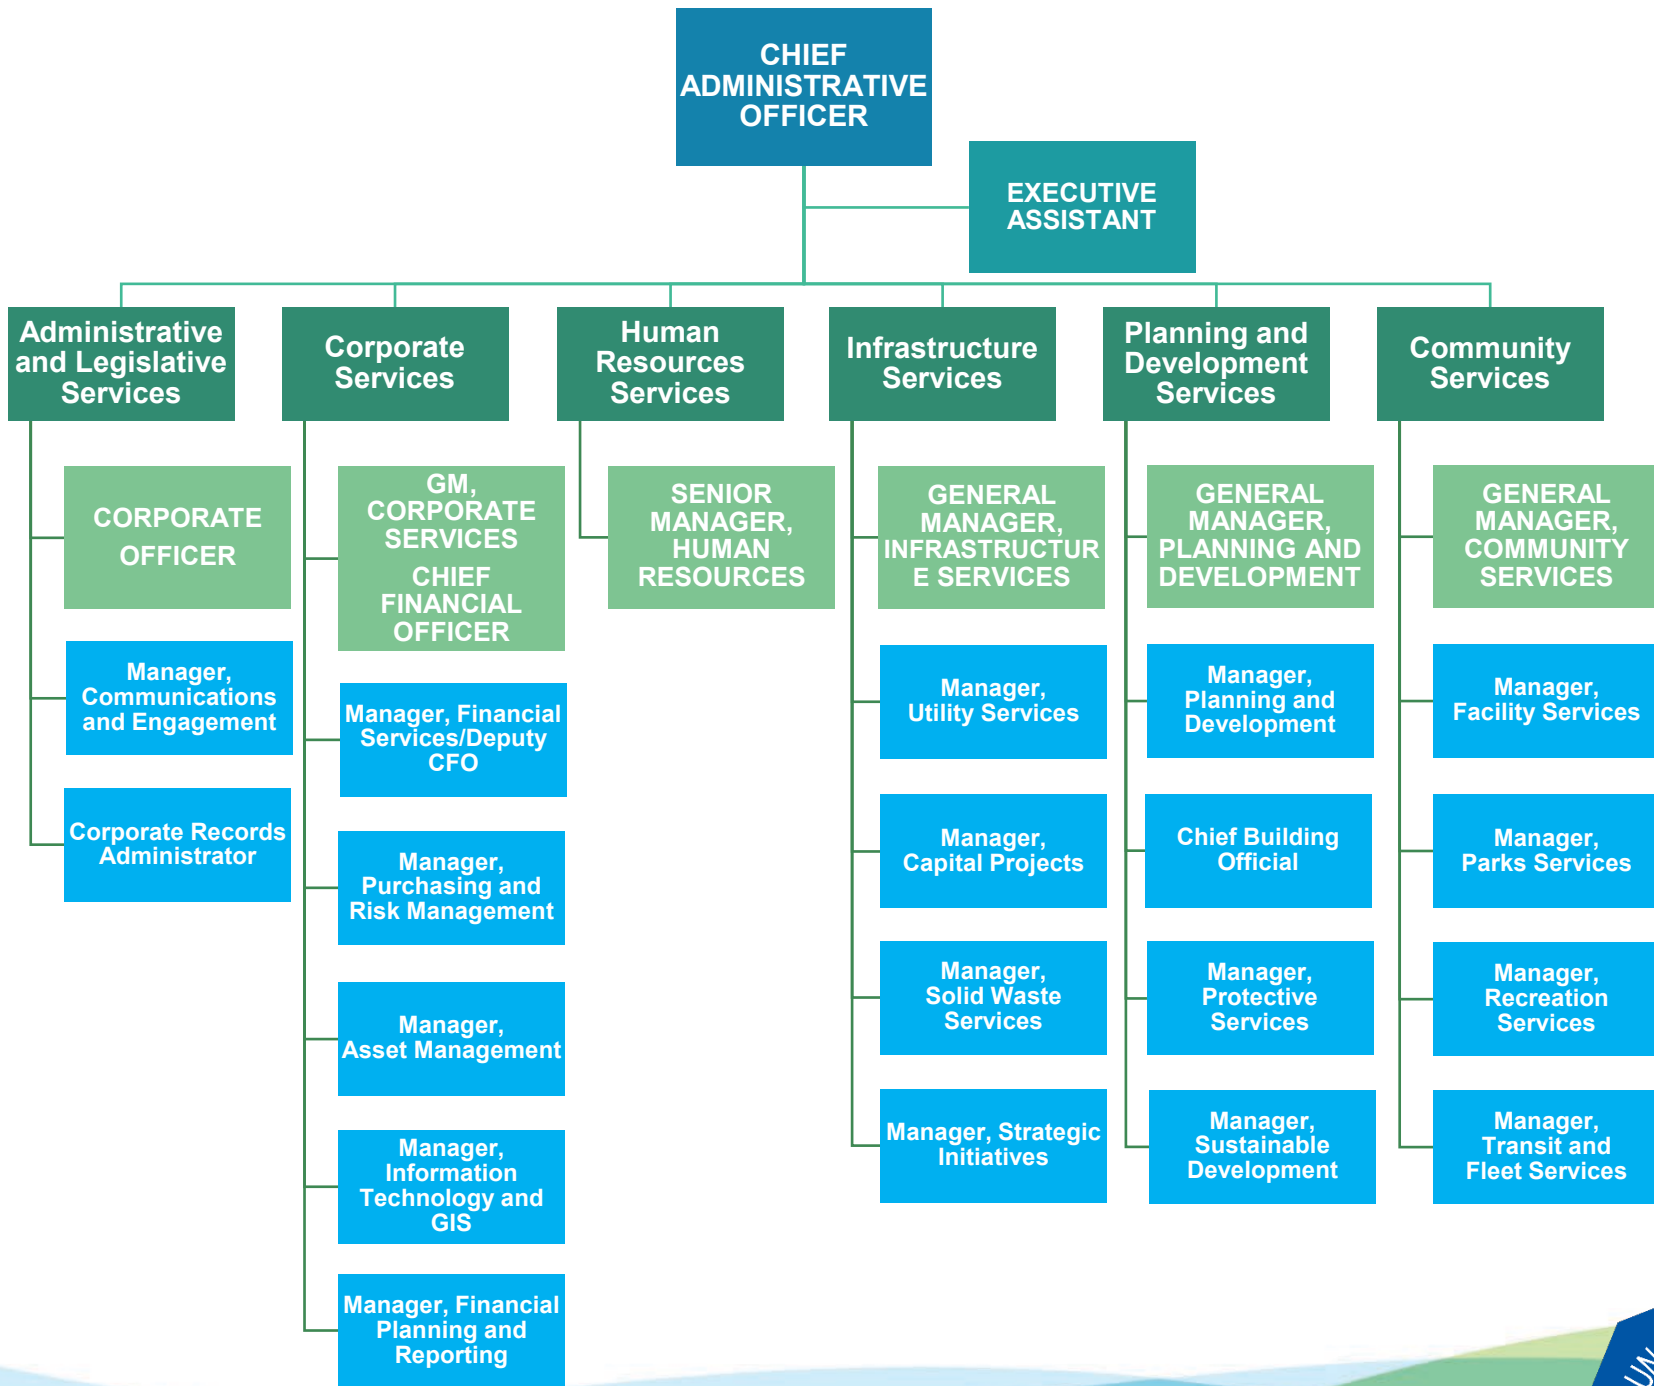 CHIEF
ADMINISTRATIVE
OFFICER
EXECUTIVE
ASSISTANT
Administrative
and Legislative
Services
CORPORATE
OFFICER
Manager,
Communications
and Engagement
Corporate Records
Administrator
Corporate
Services
GM,
CORPORATE
SERVICES
CHIEF
FINANCIAL
OFFICER
Manager, Financial
Services/Deputy
CFO
Manager,
Purchasing and
Risk Management
Manager,
Asset Management
Manager,
Information
Technology and
GIS
Manager, Financial
Planning and
Reporting
Human
Resources
Services
SENIOR
MANAGER,
HUMAN
RESOURCES
Infrastructure
Services
GENERAL
MANAGER,
INFRASTRUCTUR
E SERVICES
Manager,
Utility Services
Manager,
Capital Projects
Manager,
Solid Waste
Services
Manager, Strategic
Initiatives
Planning and
Development
Services
GENERAL
MANAGER,
PLANNING AND
DEVELOPMENT
Manager,
Planning and
Development
Chief Building
Official
Manager,
Protective
Services
Manager,
Sustainable
Development
Community
Services
GENERAL
MANAGER,
COMMUNITY
SERVICES
Manager,
Facility Services
Manager,
Parks Services
Manager,
Recreation
Services
Manager,
Transit and
Fleet Services